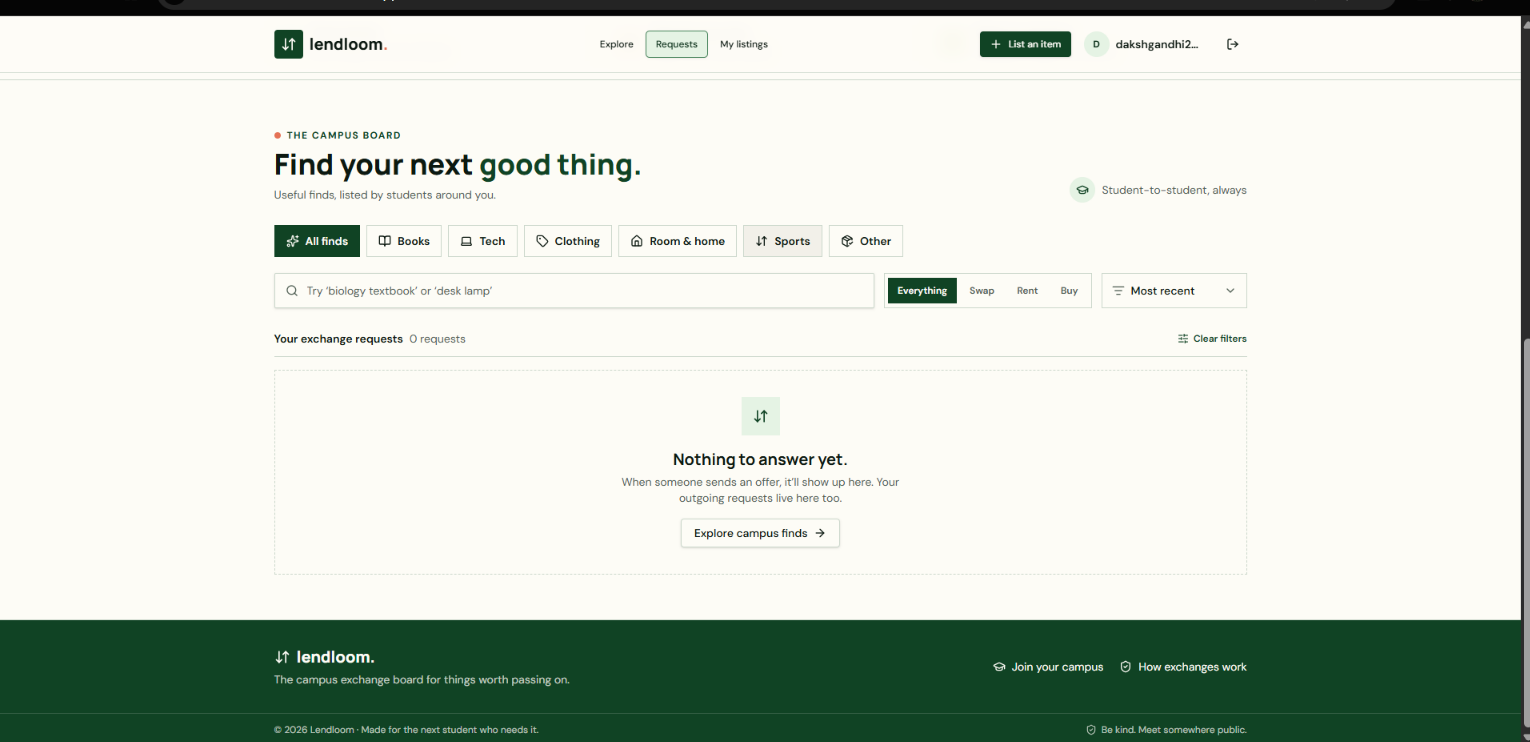 lendloom.
Explore Requests My listings
+ List an item
D dakshgandhi2...
THE CAMPUS BOARD
Find your next good thing.
Useful finds, listed by students around you.
Student-to-student, always
All finds Books Tech Clothing Room & home Sports Other
Try ‘biology textbook’ or ‘desk lamp’
Everything Swap Rent Buy
Most recent
Your exchange requests 0 requests
Clear filters
Nothing to answer yet.
When someone sends an offer, it’ll show up here. Your
outgoing requests live here too.
Explore campus finds →
lendloom.
The campus exchange board for things worth passing on.
Join your campus How exchanges work
© 2026 Lendloom · Made for the next student who needs it.
Be kind. Meet somewhere public.